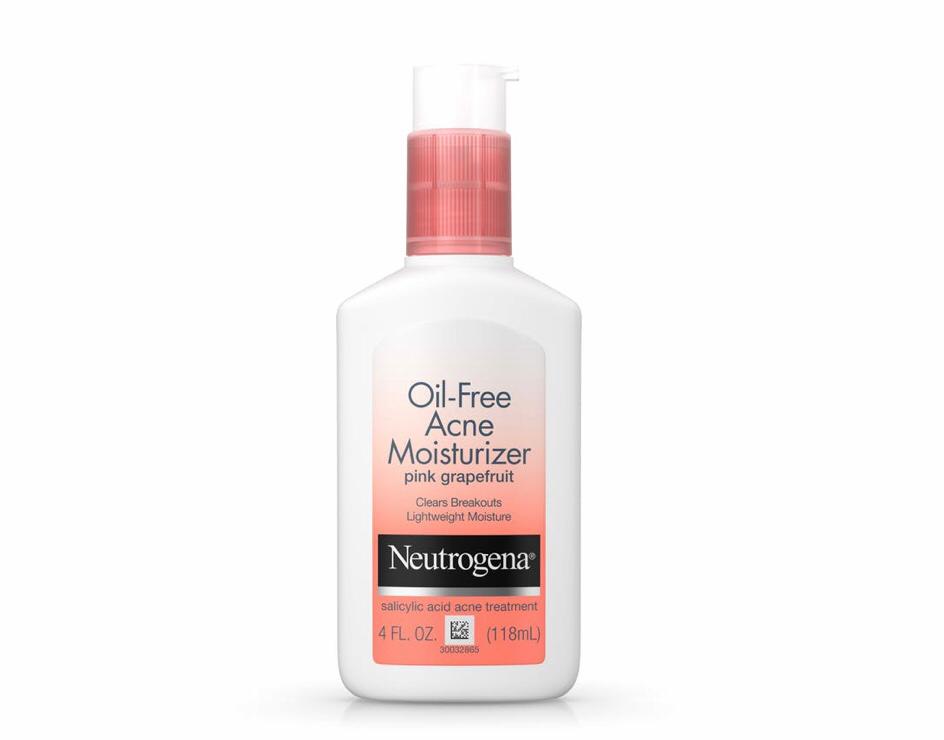 Oil-Free
Acne
Moisturizer
pink grapefruit
Clears Breakouts
Lightweight Moisture
Neutrogena®
salicylic acid acne treatment
4 FL. OZ. (118mL)
30032865